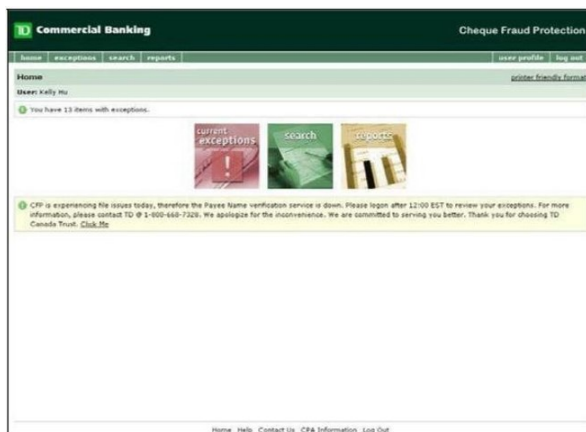 TD Commercial Banking
Cheque Fraud Protection
home exceptions search reports user profile log out
Home printer friendly format
User: Kelly Hu
You have 13 items with exceptions.
current exceptions search reports
CFP is experiencing file issues today, therefore the Payee Name verification service is down. Please logon after 12:00 EST to review your exceptions. For more
information, please contact TD @ 1-800-668-7328. We apologize for the inconvenience. We are committed to serving you better. Thank you for choosing TD
Canada Trust. Click Me
Home Help Contact Us CPA Information Log Out